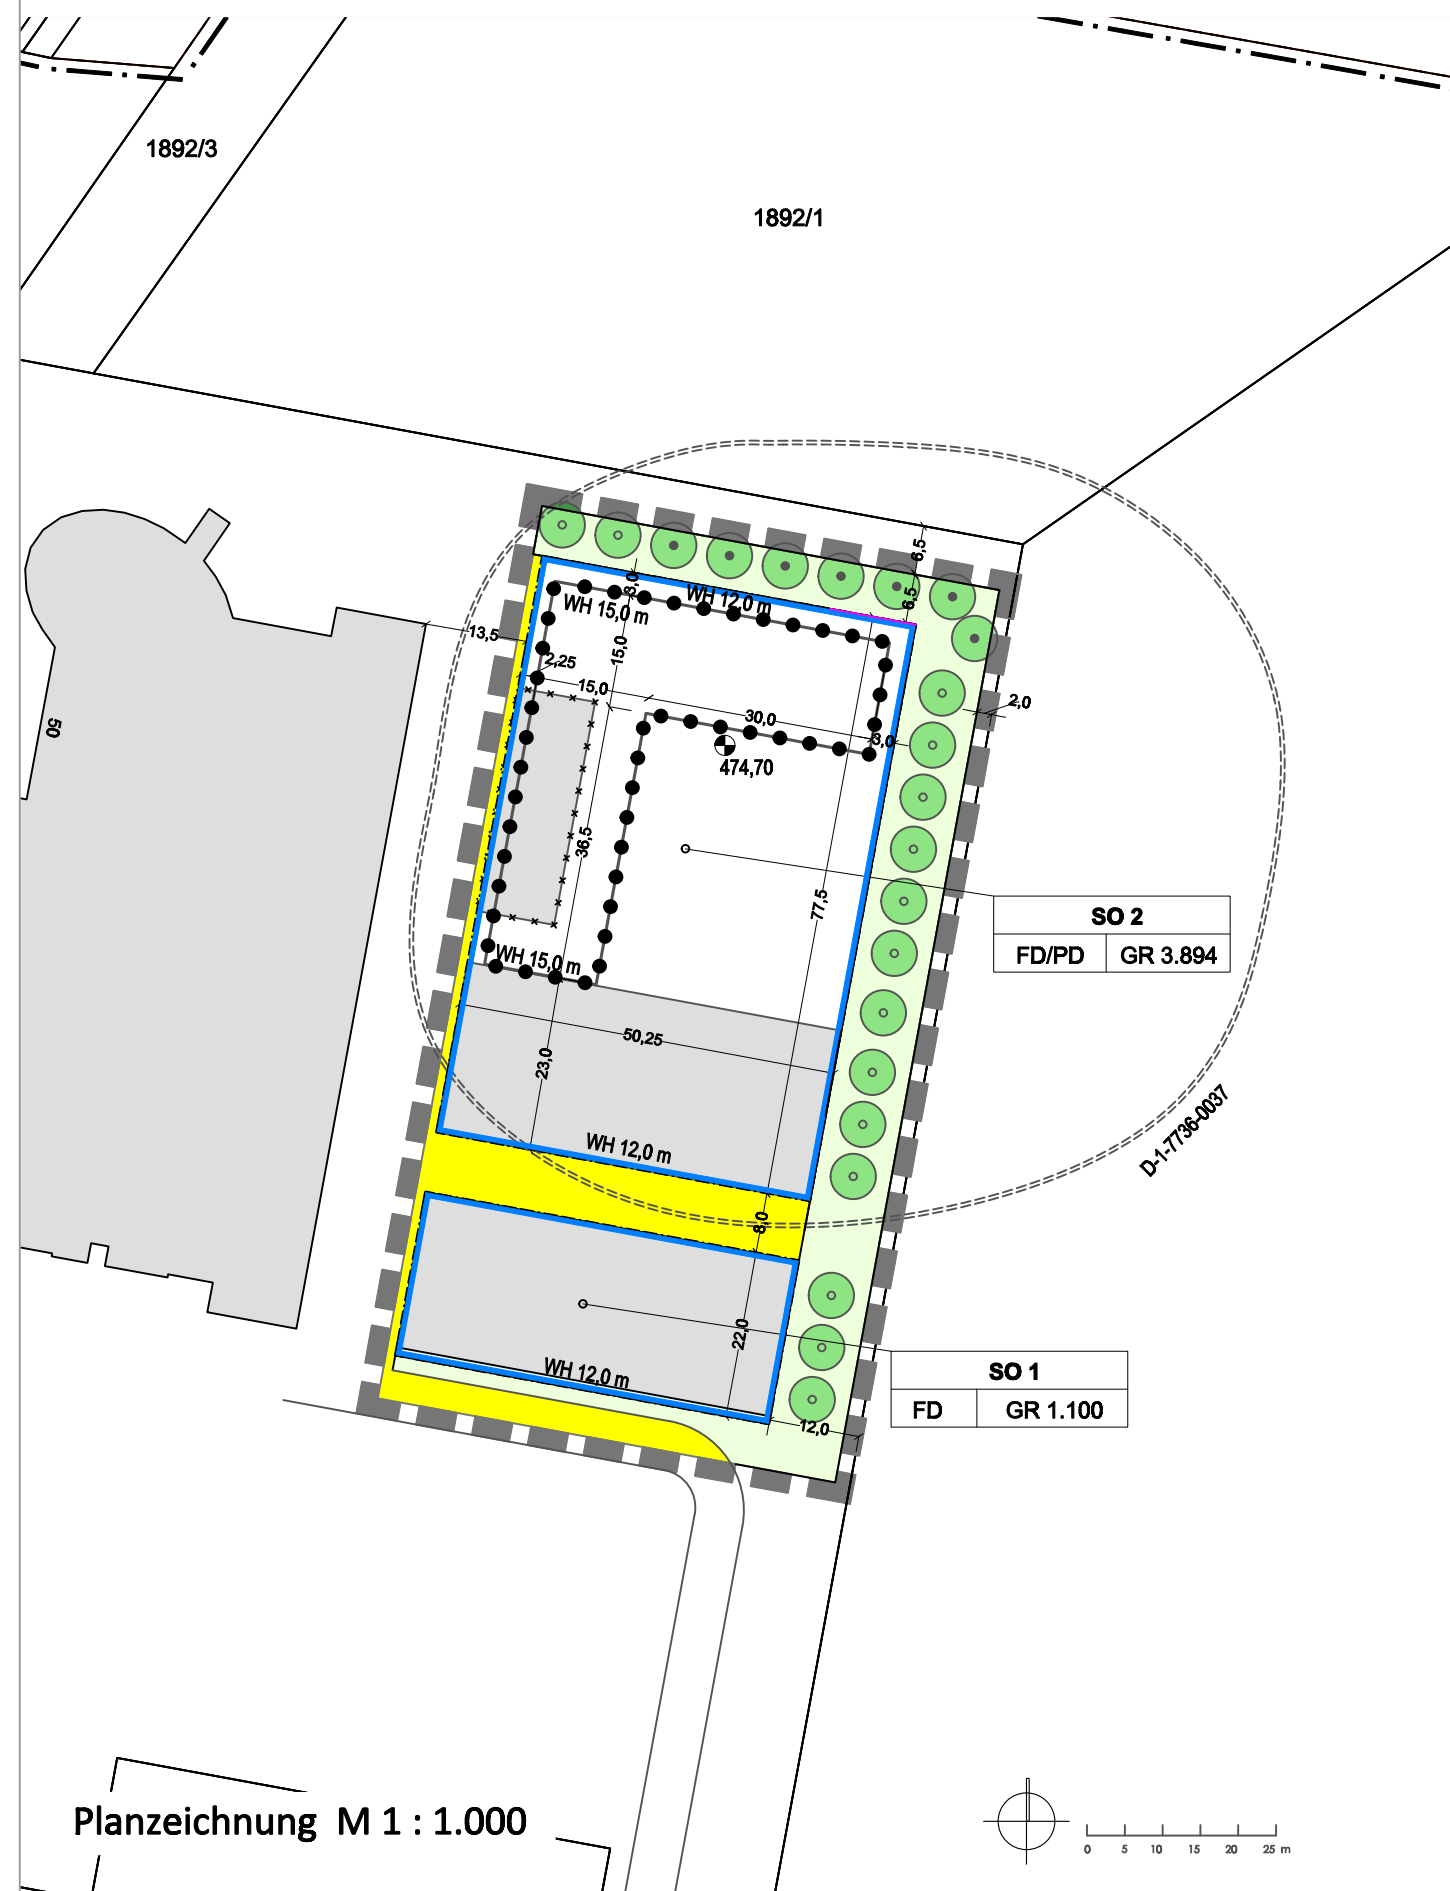 1892/3
1892/1
6,5
6,5
3,0
WH 12,0 m
WH 15,0 m
13,5
15,0
2,25
15,0
30,0
2,0
3,0
50
474,70
36,5
77,5
SO 2
FD/PD GR 3.894
WH 15,0 m
50,25
23,0
D-1-7736-0037
WH 12,0 m
8,0
22,0
SO 1
WH 12,0 m
FD GR 1.100
12,0
Planzeichnung M 1 : 1.000
0 5 10 15 20 25 m